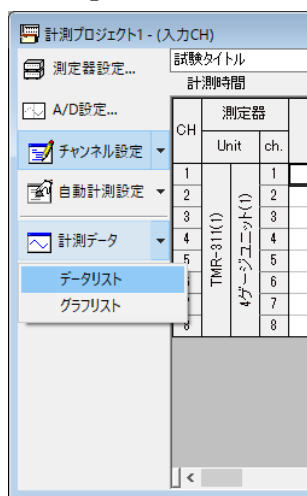 計測プロジェクト1 - (入力CH)
測定器設定...
A/D設定...
チャンネル設定
自動計測設定
計測データ
データリスト
グラフリスト
試験タイトル
計測時間
CH
測定器
Unit
ch.
1
2
3
4
5
8
TMR-311(1)
4ゲージユニット(1)
1
2
3
4
5
6
7
8